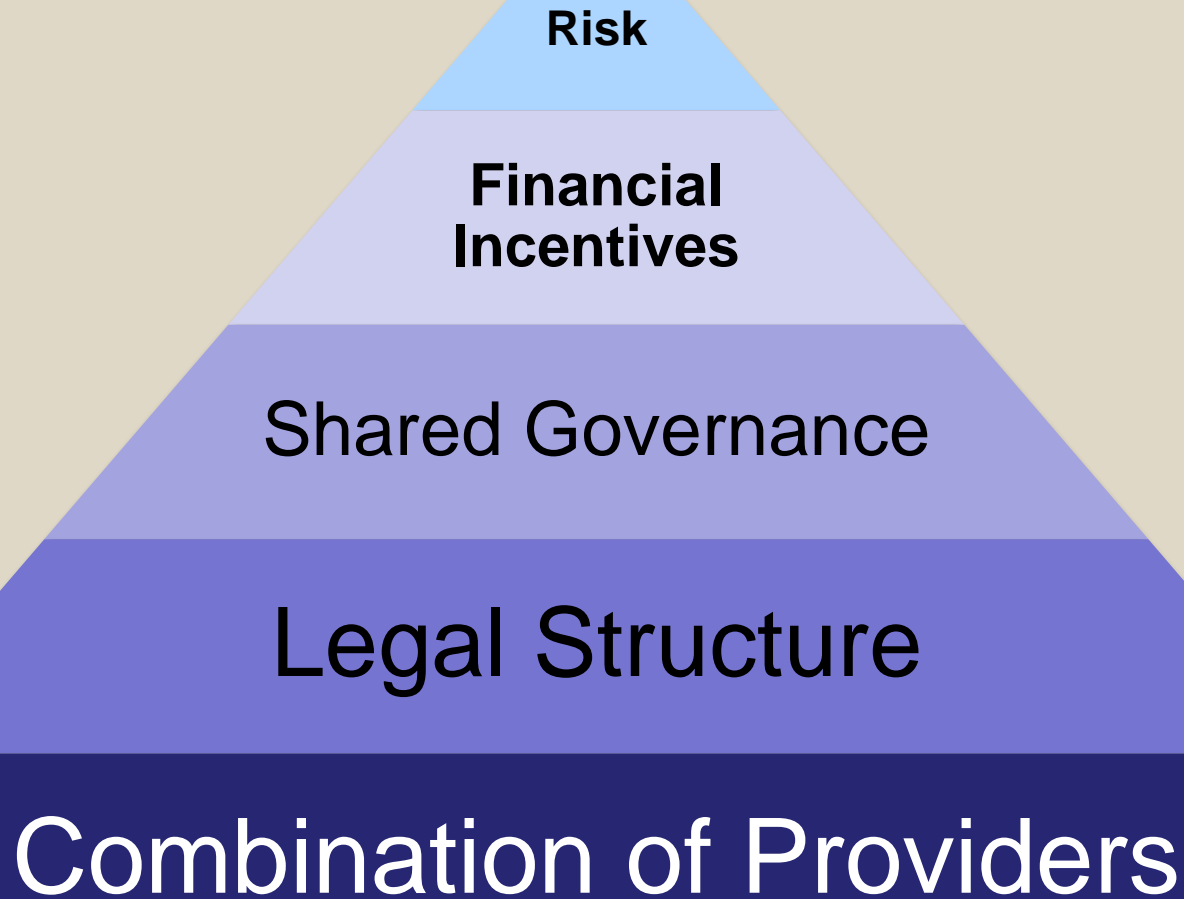 Risk
Financial
Incentives
Shared Governance
Legal Structure
Combination of Providers